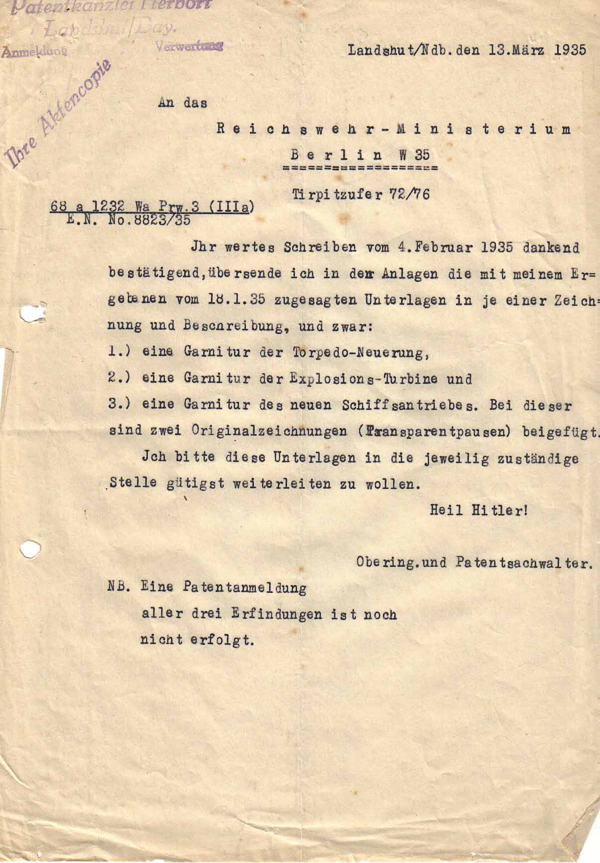 Patentkanzlei Herbort
Landshut/Bay.
Anmeldung Verwertung
Ihre Aktencopie
Landshut/Ndb.den 13.März 1935
An das
Reichswehr-Ministerium
Berlin W 35
===================
Tirpitzufer 72/76
68 a 1232 Wa Prw.3 (IIIa)
E.N. No.8823/35
Jhr wertes Schreiben vom 4.Februar 1935 dankend
bestätigend,übersende ich in den Anlagen die mit meinem Er=
gebenen vom 18.1.35 zugesagten Unterlagen in je einer Zeich=
nung und Beschreibung, und zwar:
1.) eine Garnitur der Torpedo-Neuerung,
2.) eine Garnitur der Explosions-Turbine und
3.) eine Garnitur des neuen Schiffsantriebes. Bei dieser
sind zwei Originalzeichnungen (Transparentpausen) beigefügt.
Ich bitte diese Unterlagen in die jeweilig zuständige
Stelle gütigst weiterleiten zu wollen.
Heil Hitler!
Obering.und Patentsachwalter.
NB. Eine Patentanmeldung
aller drei Erfindungen ist noch
nicht erfolgt.